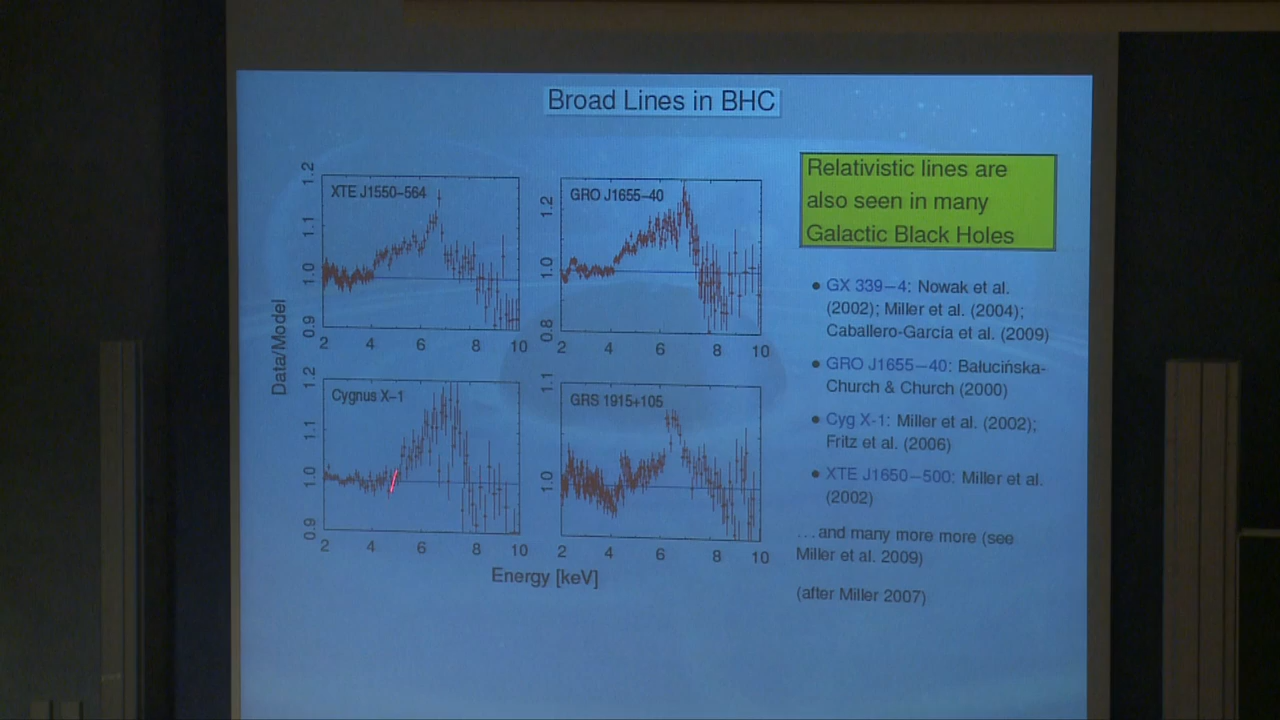 Broad Lines in BHC
Data/Model
XTE J1550−564
1.2
1.1
1.0
0.9
2 4 6 8 10
GRO J1655−40
1.2
1.0
0.8
2 4 6 8 10
Cygnus X−1
1.2
1.1
1.0
0.9
2 4 6 8 10
GRS 1915+105
1.1
1.0
2 4 6 8 10
Energy [keV]
Relativistic lines are
also seen in many
Galactic Black Holes
• GX 339−4: Nowak et al.
(2002); Miller et al. (2004);
Caballero-García et al. (2009)
• GRO J1655−40: Bałucińska-
Church & Church (2000)
• Cyg X-1: Miller et al. (2002);
Fritz et al. (2006)
• XTE J1650−500: Miller et al.
(2002)
...and many more more (see
Miller et al. 2009)
(after Miller 2007)